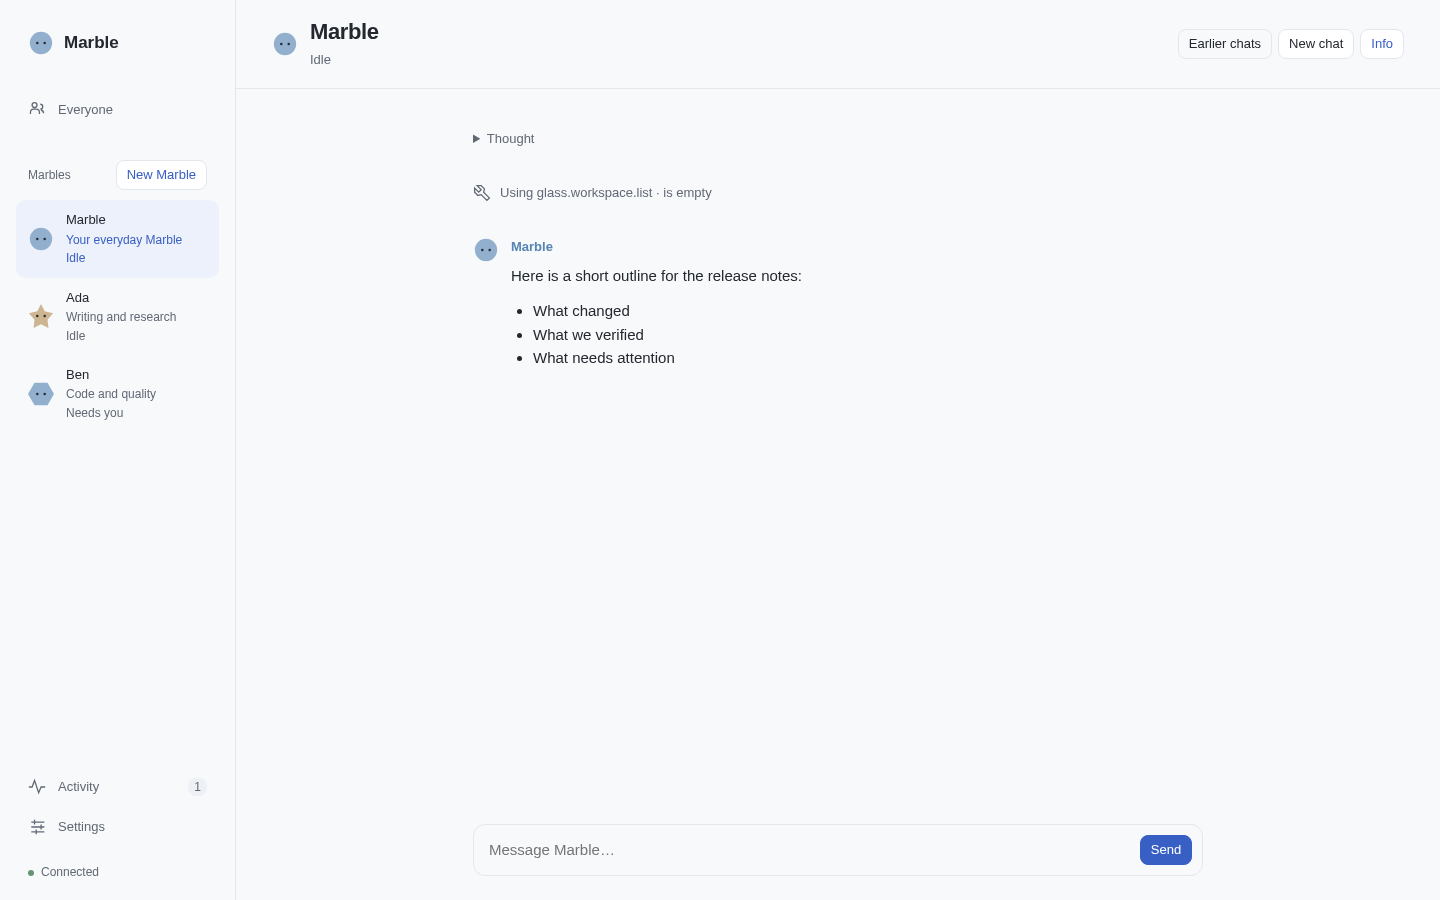 Marble
Everyone
Marbles
New Marble
Marble
Your everyday Marble
Idle
Ada
Writing and research
Idle
Ben
Code and quality
Needs you
Activity
1
Settings
Connected
Marble
Idle
Earlier chats
New chat
Info
Thought
Using glass.workspace.list · is empty
Marble
Here is a short outline for the release notes:
What changed
What we verified
What needs attention
Message Marble…
Send